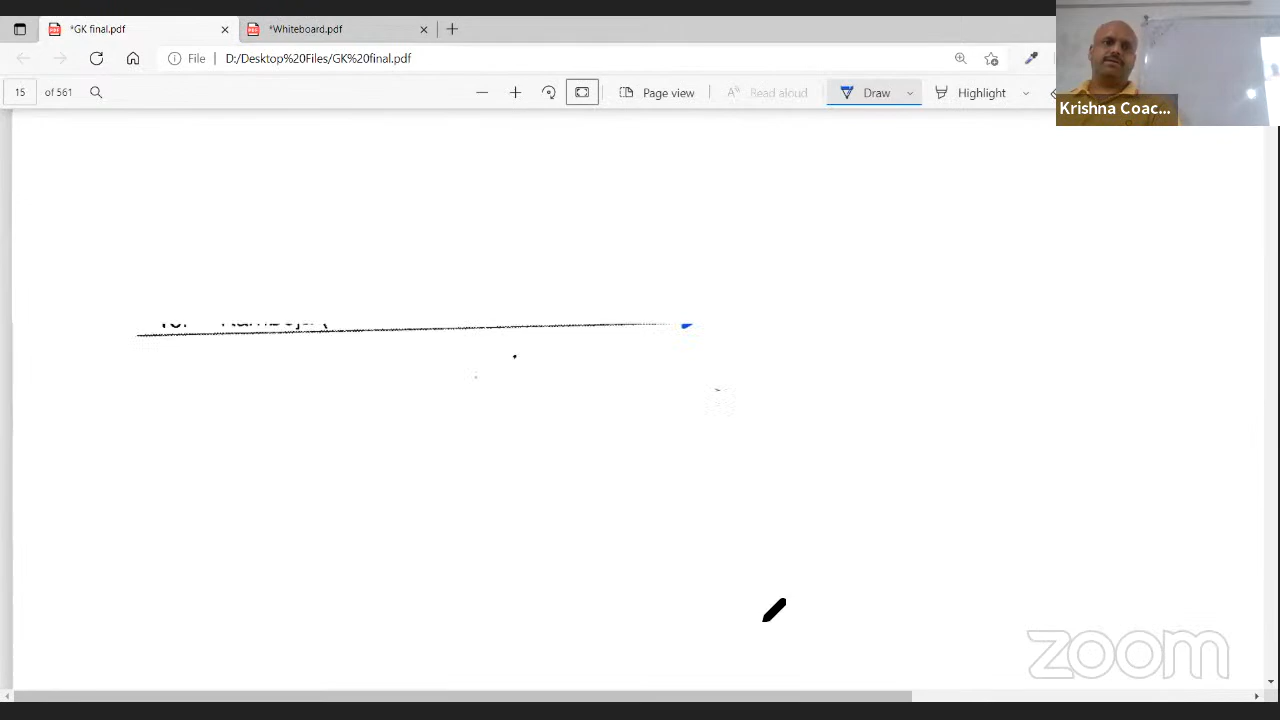 *GK final.pdf
*Whiteboard.pdf
File D:/Desktop%20Files/GK%20final.pdf
15 of 561 Page view Read aloud Draw Highlight
Krishna Coac...
zoom